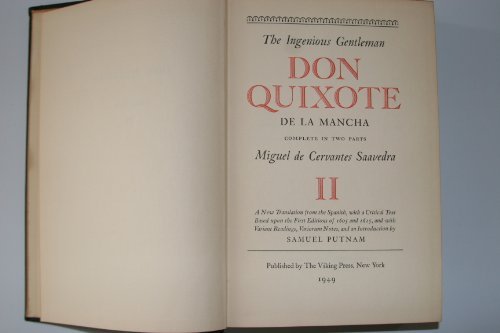 The Ingenious Gentleman
DON
QUIXOTE
DE LA MANCHA
COMPLETE IN TWO PARTS
Miguel de Cervantes Saavedra
II
A New Translation from the Spanish, with a Critical Text
Based upon the First Editions of 1605 and 1615, and with
Variant Readings, Variorum Notes, and an Introduction by
SAMUEL PUTNAM
Published by The Viking Press, New York
1949